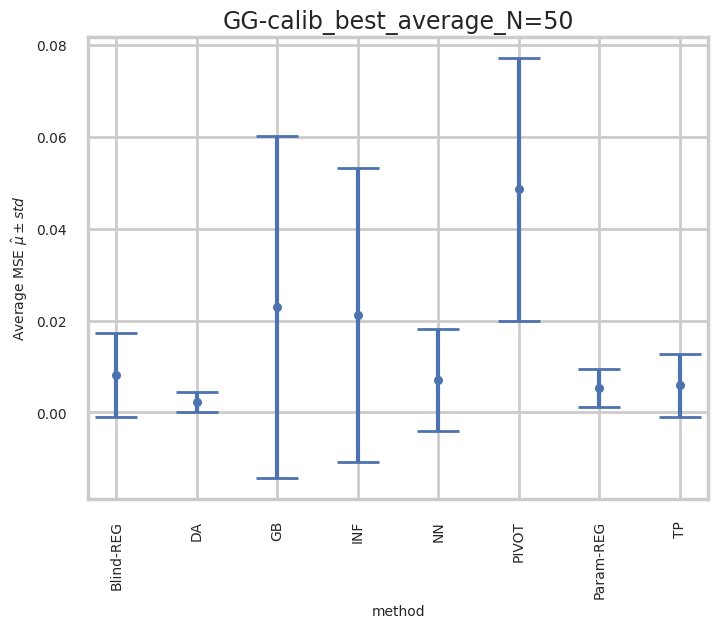 GG-calib_best_average_N=50
0.08
0.06
0.04
0.02
0.00
Average MSE $\hat{\mu} \pm std$
Blind-REG
DA
GB
INF
NN
PIVOT
Param-REG
TP
method